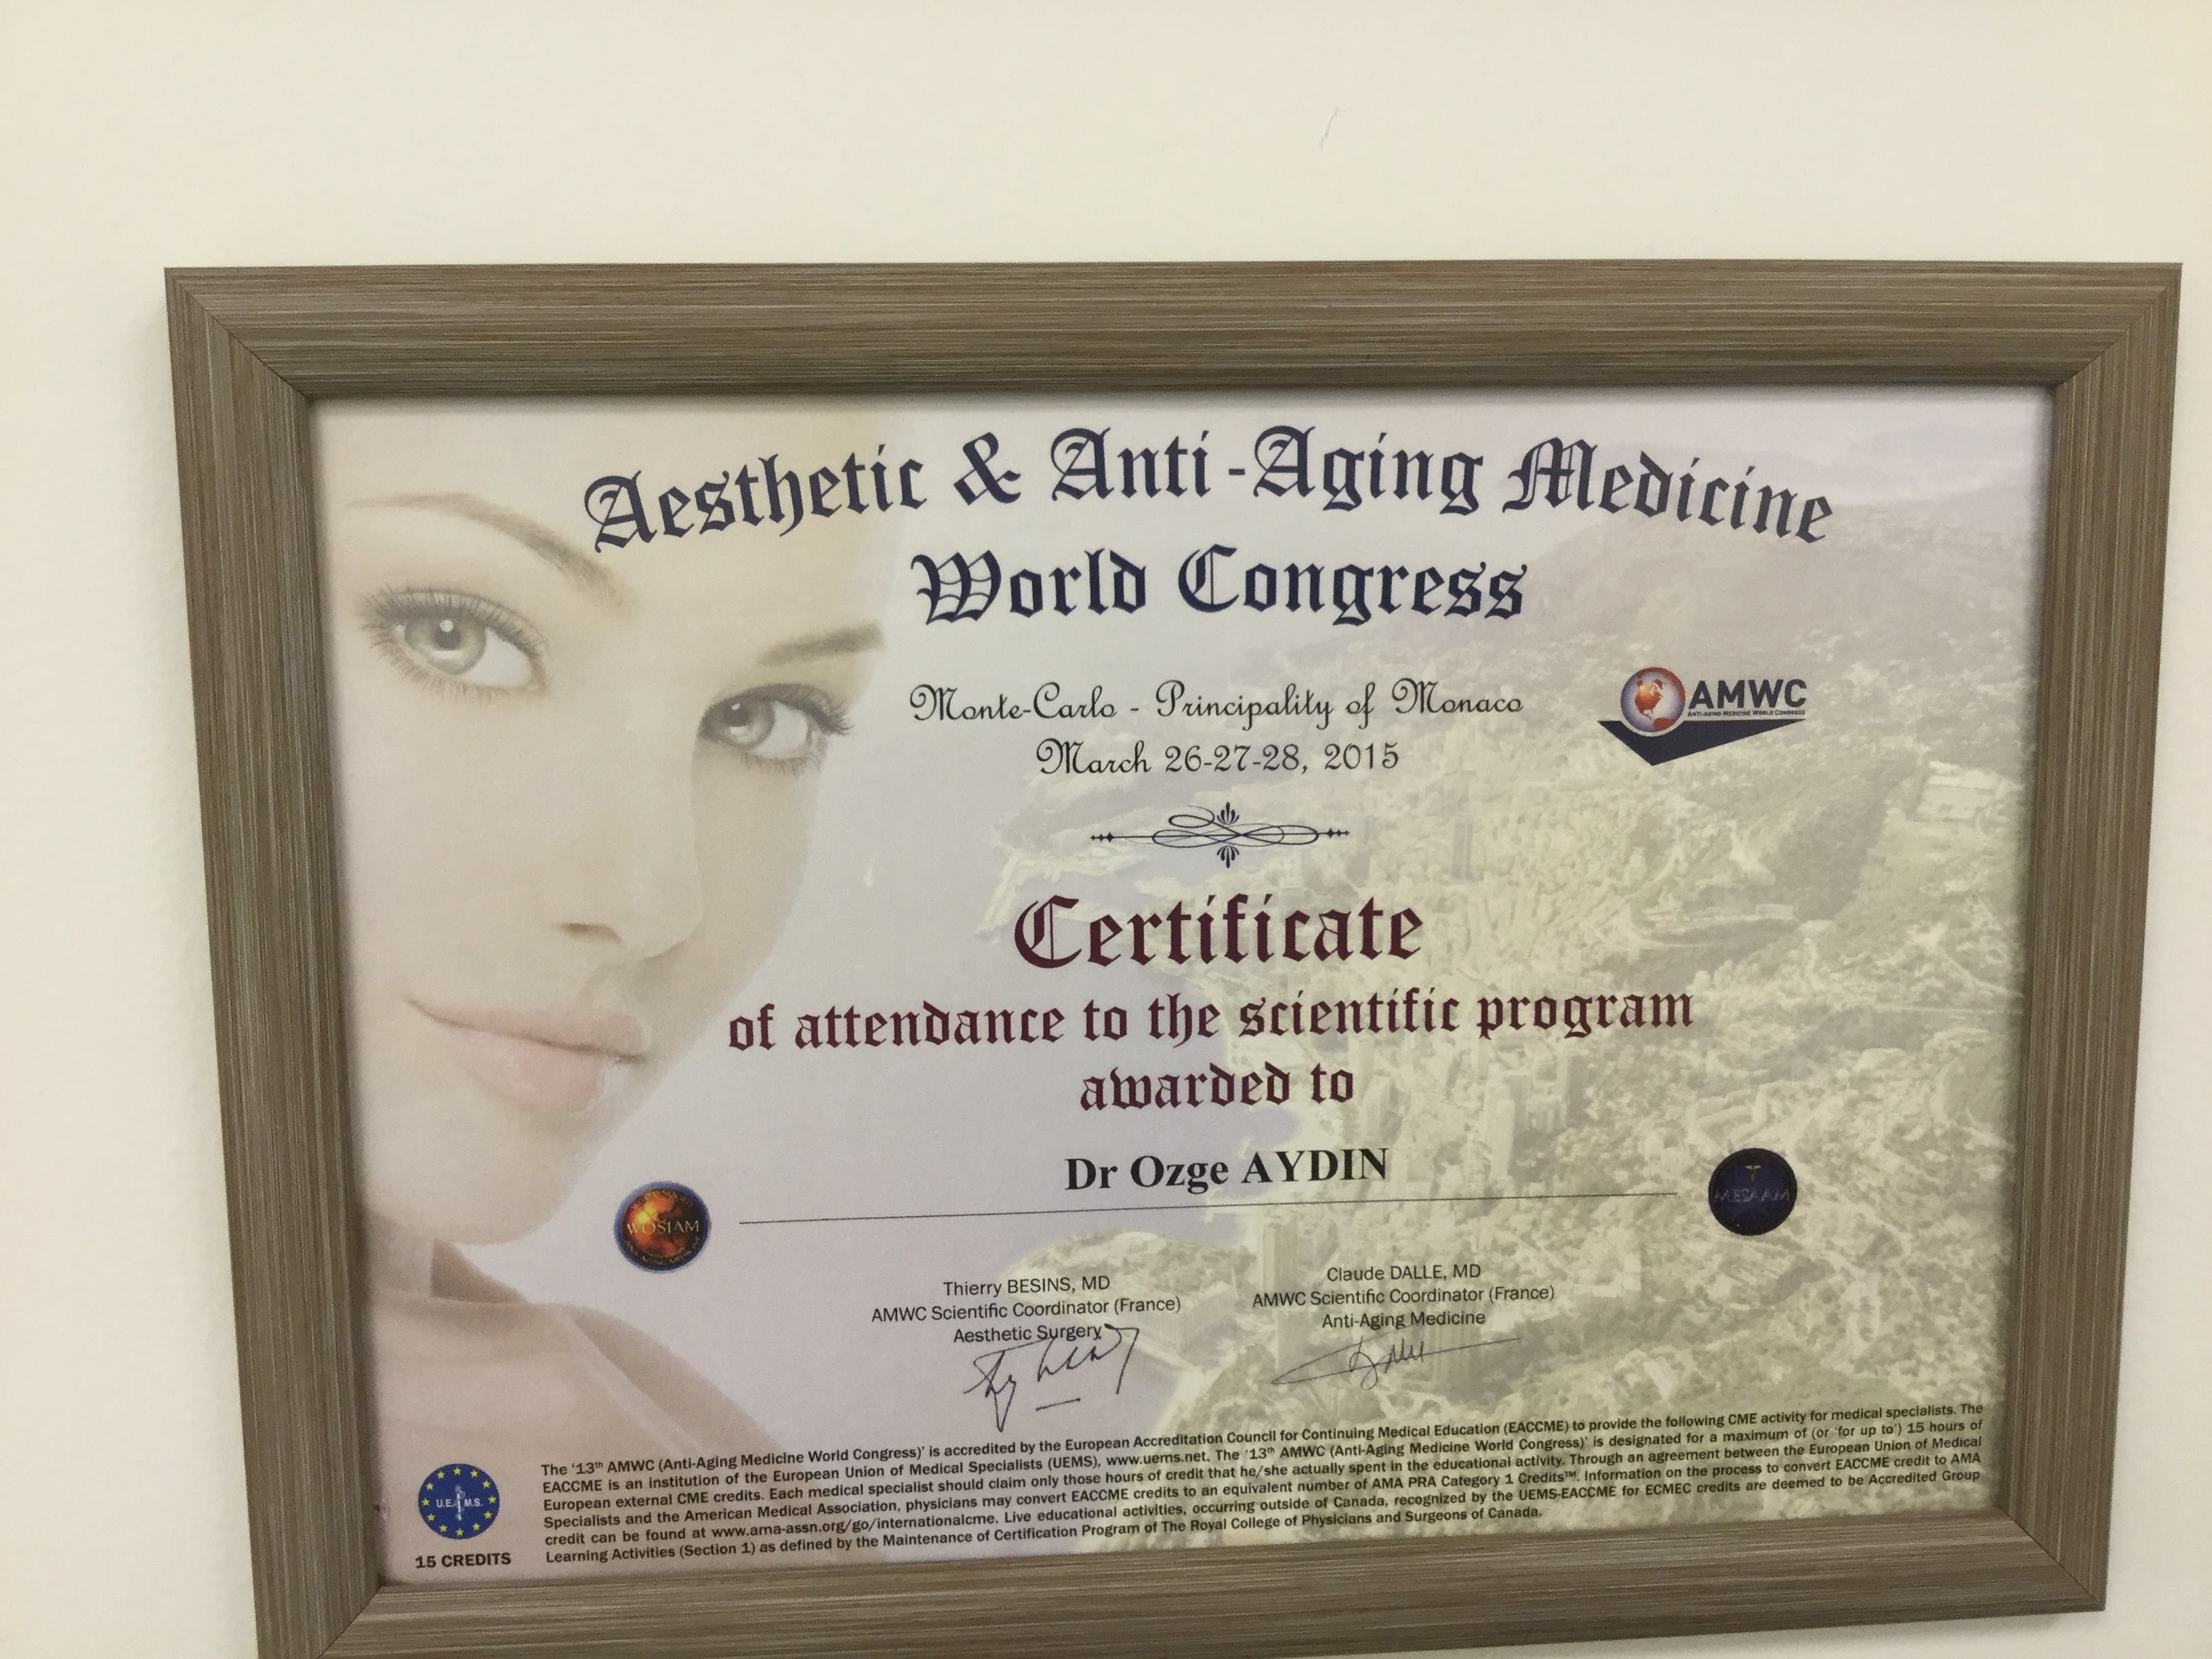 Aesthetic & Anti-Aging Medicine
World Congress
Monte-Carlo - Principality of Monaco
March 26-27-28, 2015
AMWC
ANTI-AGING MEDICINE WORLD CONGRESS
Certificate
of attendance to the scientific program
awarded to
Dr Ozge AYDIN
WOSIAM
MESAAM
Thierry BESINS, MD
AMWC Scientific Coordinator (France)
Aesthetic Surgery
Claude DALLE, MD
AMWC Scientific Coordinator (France)
Anti-Aging Medicine
U.E.M.S.
15 CREDITS
The '13th AMWC (Anti-Aging Medicine World Congress)' is accredited by the European Accreditation Council for Continuing Medical Education (EACCME) to provide the following CME activity for medical specialists. The
EACCME is an institution of the European Union of Medical Specialists (UEMS), www.uems.net. The '13th AMWC (Anti-Aging Medicine World Congress)' is designated for a maximum of (or 'for up to') 15 hours of
European external CME credits. Each medical specialist should claim only those hours of credit that he/she actually spent in the educational activity. Through an agreement between the European Union of Medical
Specialists and the American Medical Association, physicians may convert EACCME credits to an equivalent number of AMA PRA Category 1 Credits™. Information on the process to convert EACCME credit to AMA
credit can be found at www.ama-assn.org/go/internationalcme. Live educational activities, occurring outside of Canada, recognized by the UEMS-EACCME for ECMEC credits are deemed to be Accredited Group
Learning Activities (Section 1) as defined by the Maintenance of Certification Program of The Royal College of Physicians and Surgeons of Canada.